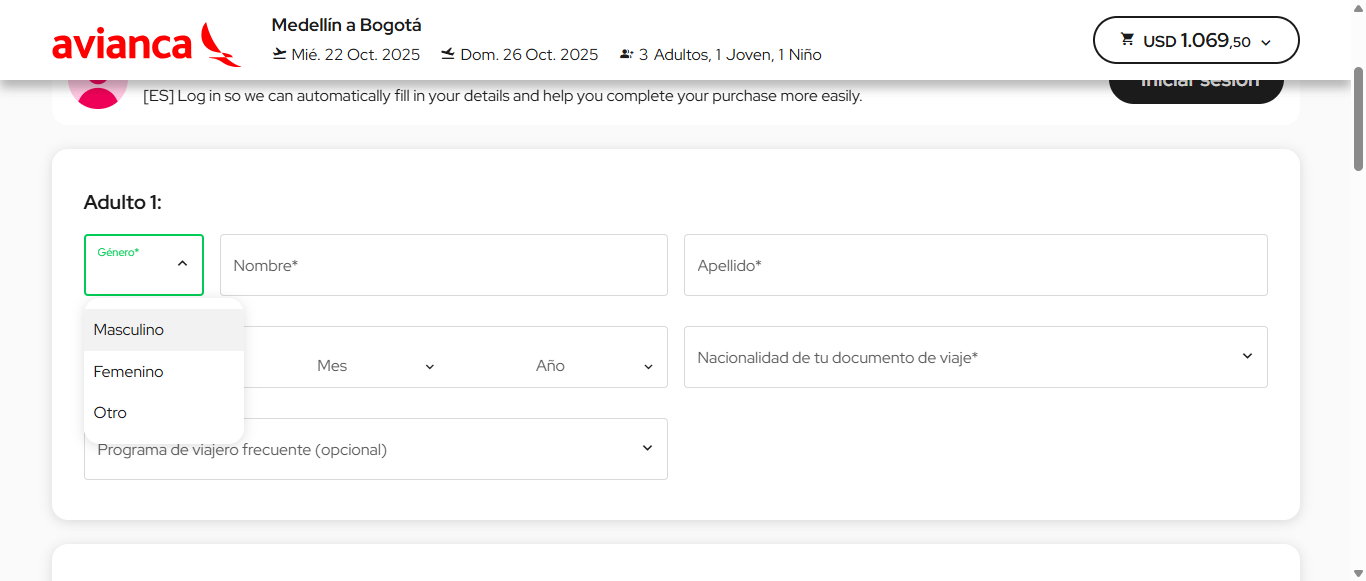 avianca
Medellín a Bogotá
Mié. 22 Oct. 2025 Dom. 26 Oct. 2025 3 Adultos, 1 Joven, 1 Niño
USD 1.069,50
[ES] Log in so we can automatically fill in your details and help you complete your purchase more easily.
Iniciar sesión
Adulto 1:
Género*
Nombre*
Apellido*
Masculino
Femenino
Otro
Mes
Año
Nacionalidad de tu documento de viaje*
Programa de viajero frecuente (opcional)